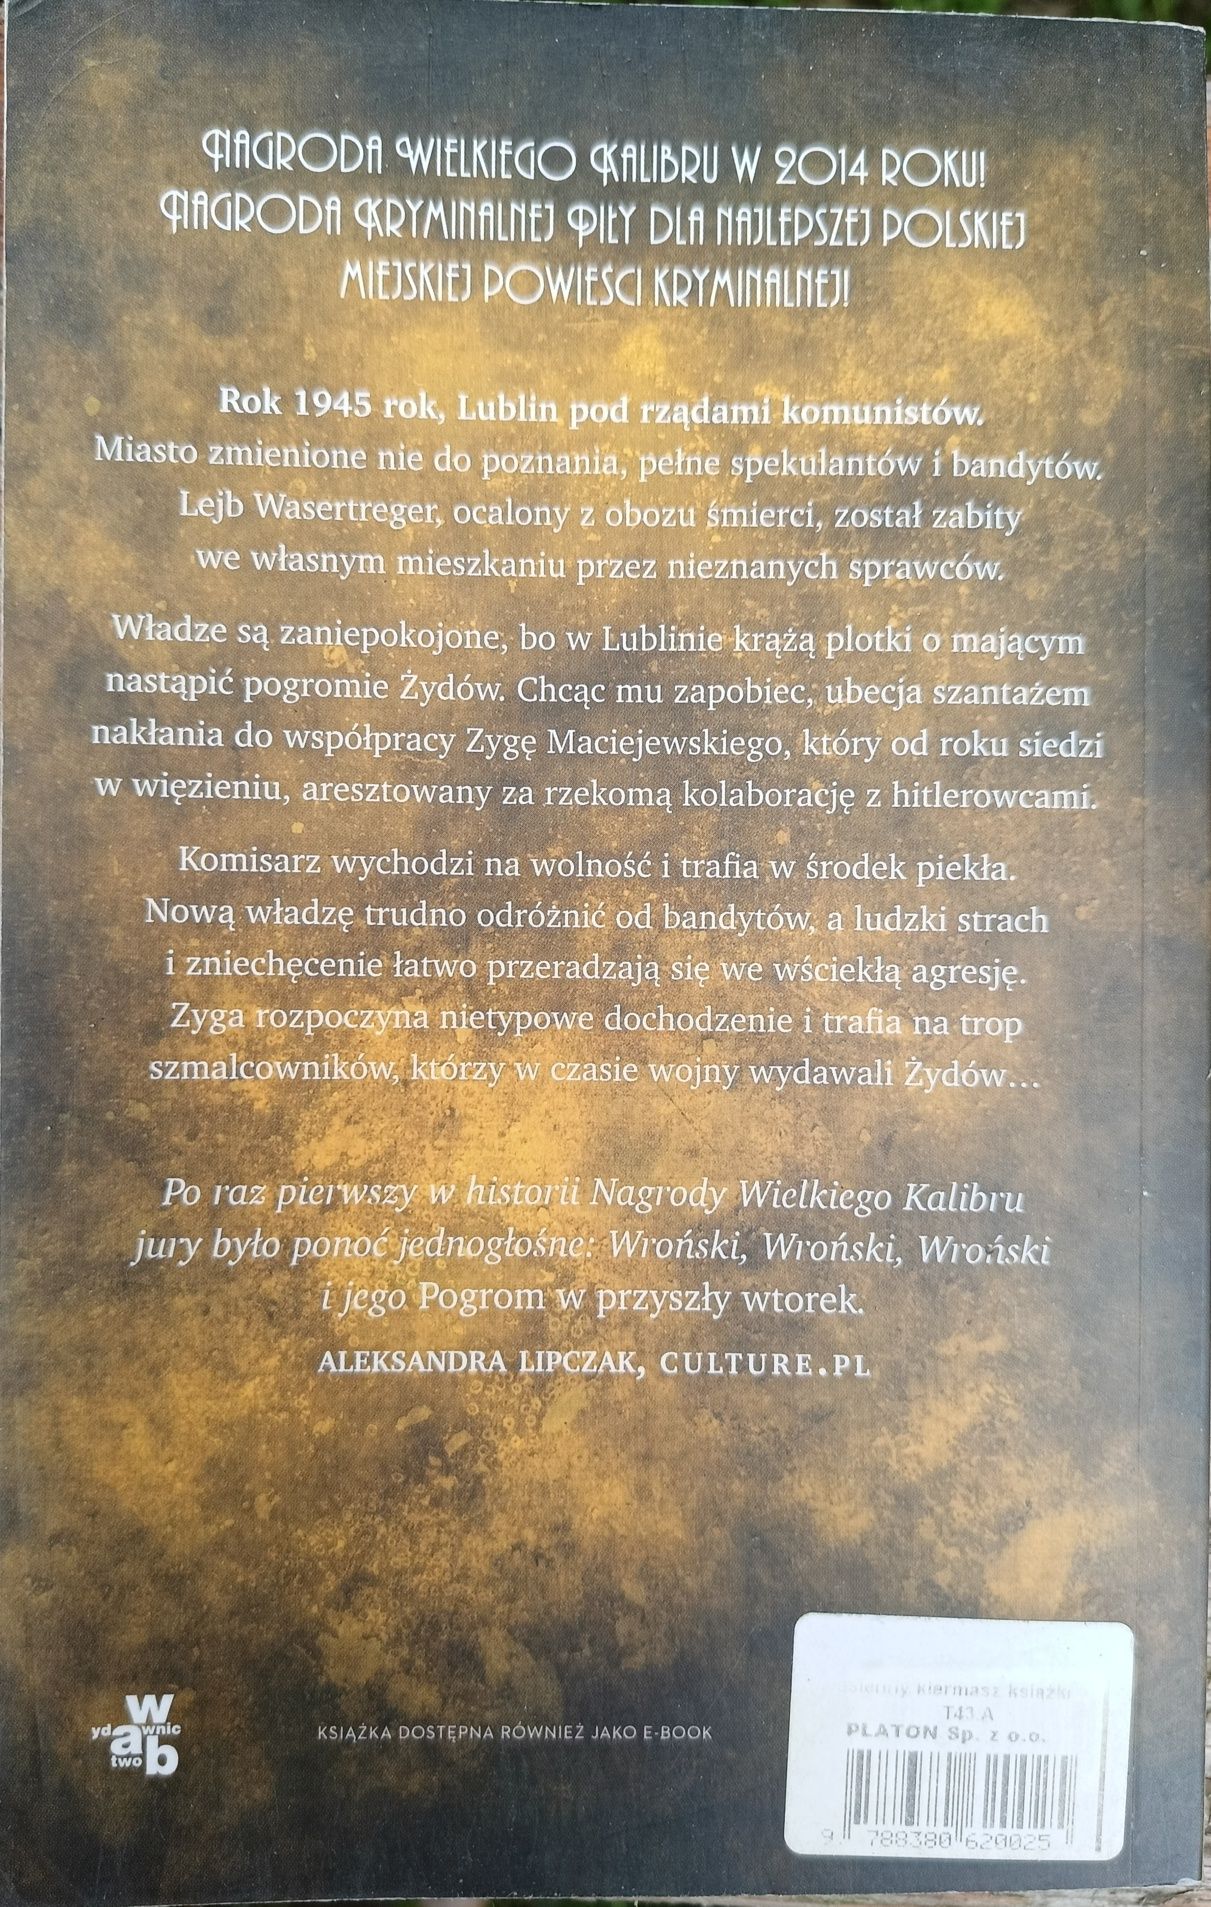 NAGRODA WIELKIEGO KALIBRU W 2014 ROKU!
NAGRODA KRYMINALNEJ PIŁY DLA NAJLEPSZEJ POLSKIEJ
MIEJSKIEJ POWIEŚCI KRYMINALNEJ!
Rok 1945 rok, Lublin pod rządami komunistów.
Miasto zmienione nie do poznania, pełne spekulantów i bandytów.
Lejb Wasertreger, ocalony z obozu śmierci, został zabity
we własnym mieszkaniu przez nieznanych sprawców.
Władze są zaniepokojone, bo w Lublinie krążą plotki o mającym
nastąpić pogromie Żydów. Chcąc mu zapobiec, ubecja szantażem
nakłania do współpracy Zygę Maciejewskiego, który od roku siedzi
w więzieniu, aresztowany za rzekomą kolaborację z hitlerowcami.
Komisarz wychodzi na wolność i trafia w środek piekła.
Nową władzę trudno odróżnić od bandytów, a ludzki strach
i zniechęcenie łatwo przeradzają się we wściekłą agresję.
Zyga rozpoczyna nietypowe dochodzenie i trafia na trop
szmalcowników, którzy w czasie wojny wydawali Żydów...
Po raz pierwszy w historii Nagrody Wielkiego Kalibru
jury było ponoć jednogłośne: Wroński, Wroński, Wroński
i jego Pogrom w przyszły wtorek.
ALEKSANDRA LIPCZAK, CULTURE.PL
wydawnictwo
w a b
KSIĄŻKA DOSTĘPNA RÓWNIEŻ JAKO E-BOOK
kiermasz książki
T43.A
PLATON Sp. z o.o.
9 788380 620025